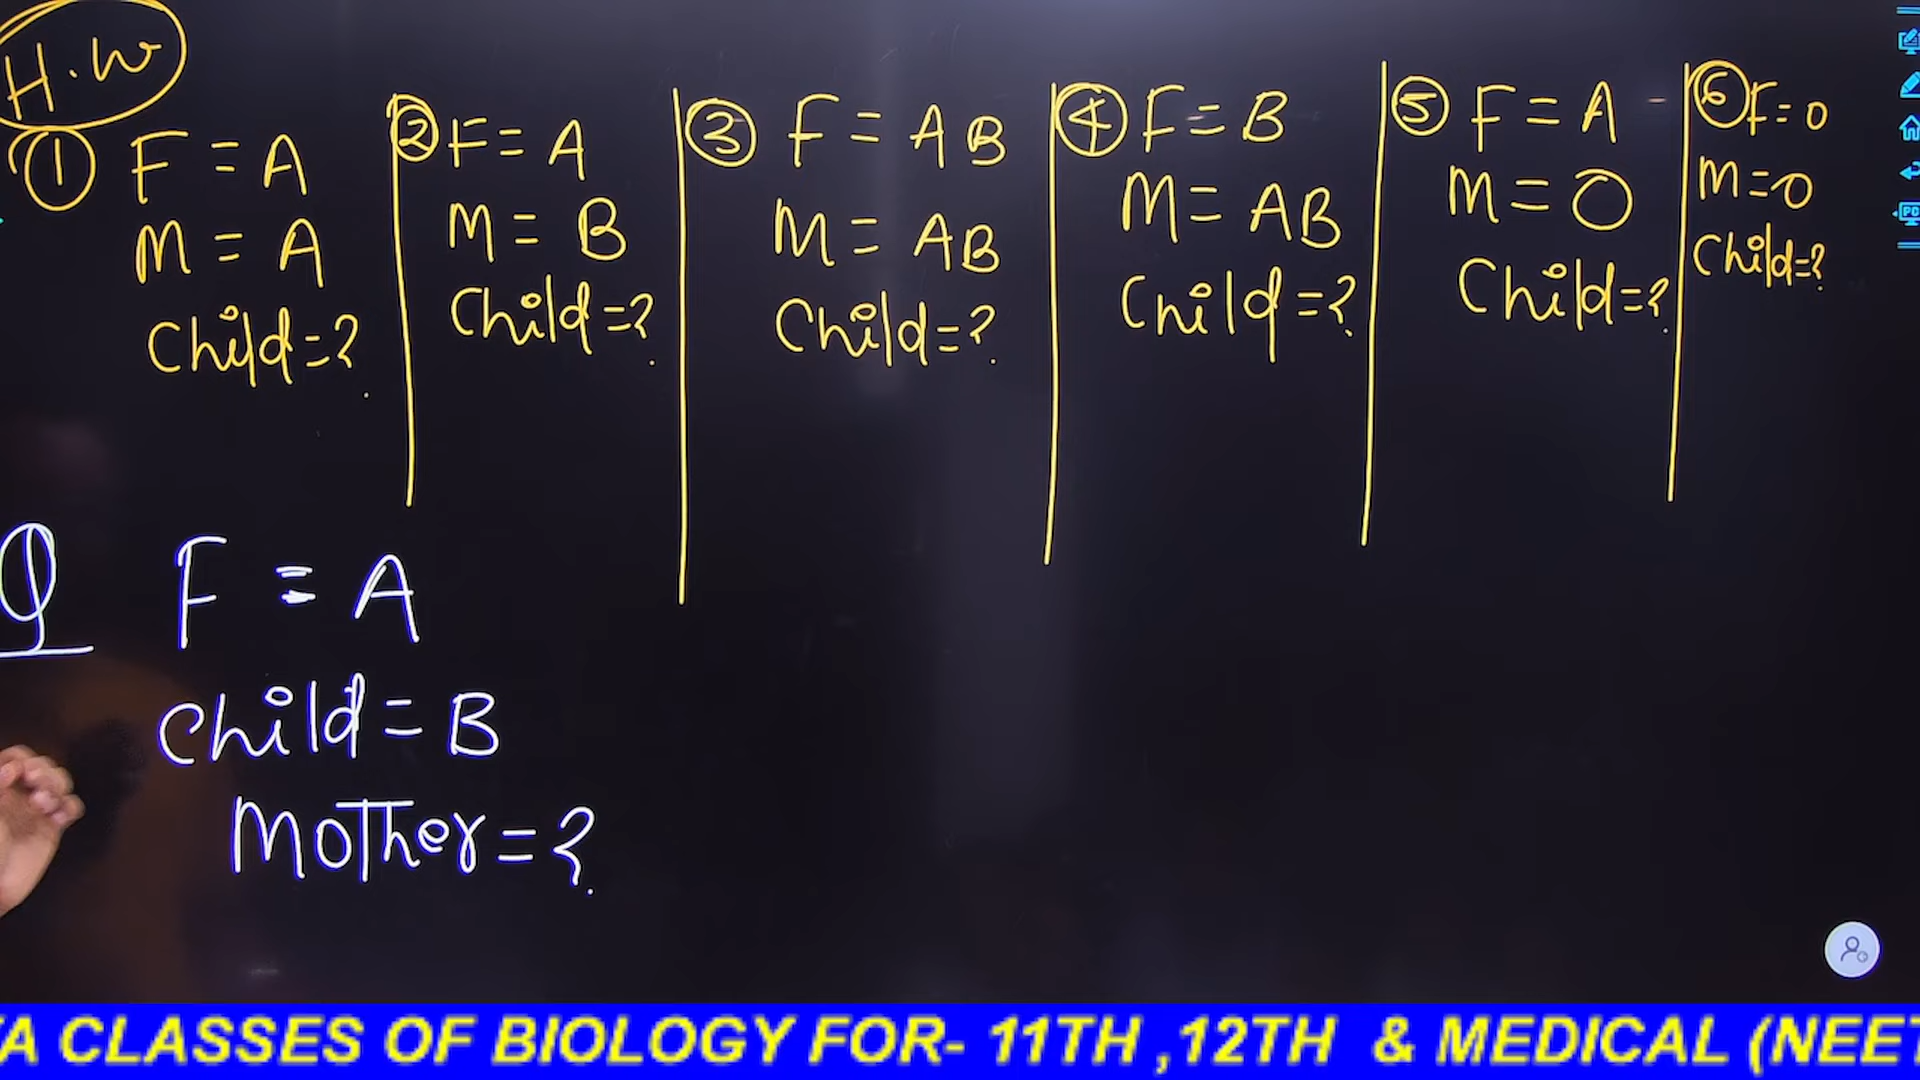 H.W
① F = A
M = A
Child = ?
② F = A
M = B
Child = ?
③ F = AB
M = AB
Child = ?
④ F = B
M = AB
Child = ?
⑤ F = A
M = O
Child = ?
⑥ F = O
M = O
Child = ?
Q F = A
Child = B
Mother = ?
CLASSES OF BIOLOGY FOR- 11TH ,12TH & MEDICAL (NEET